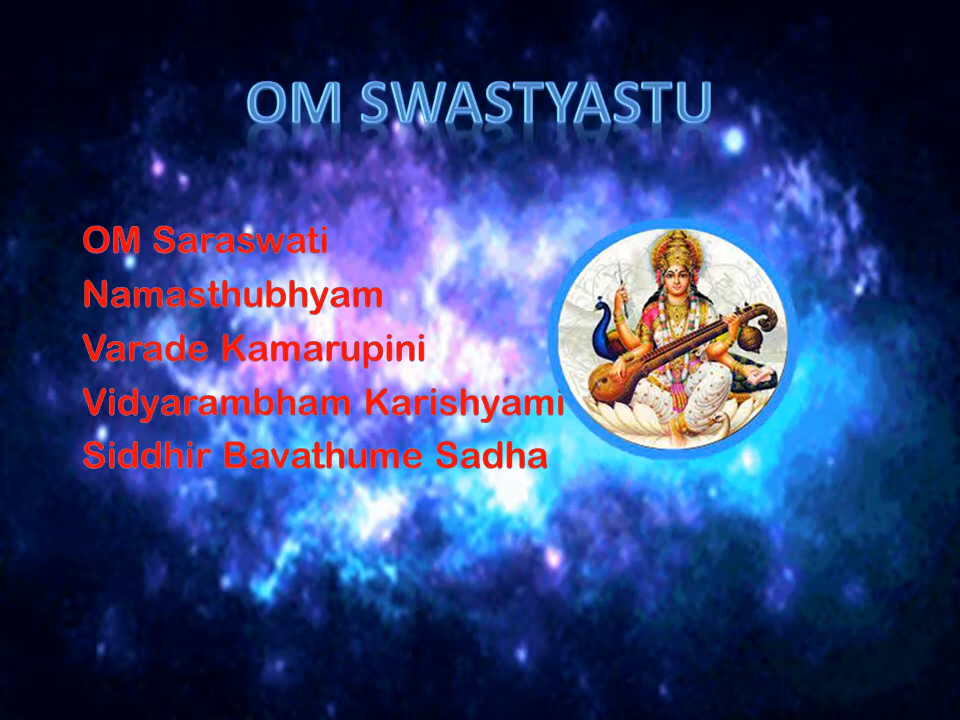 OM SWASTYASTU
OM Saraswati
Namasthubhyam
Varade Kamarupini
Vidyarambham Karishyami
Siddhir Bavathume Sadha